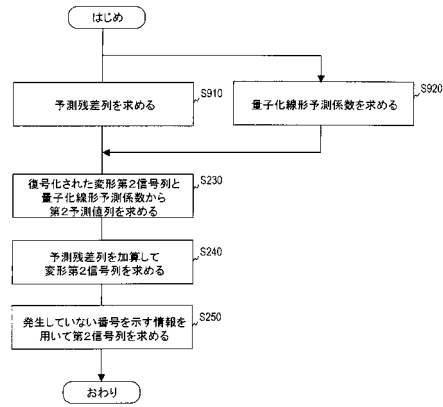 はじめ
S910
予測残差列を求める
S920
量子化線形予測係数を求める
S230
復号化された変形第2信号列と
量子化線形予測係数から
第2予測値列を求める
S240
予測残差列を加算して
変形第2信号列を求める
S250
発生していない番号を示す情報を
用いて第2信号列を求める
おわり